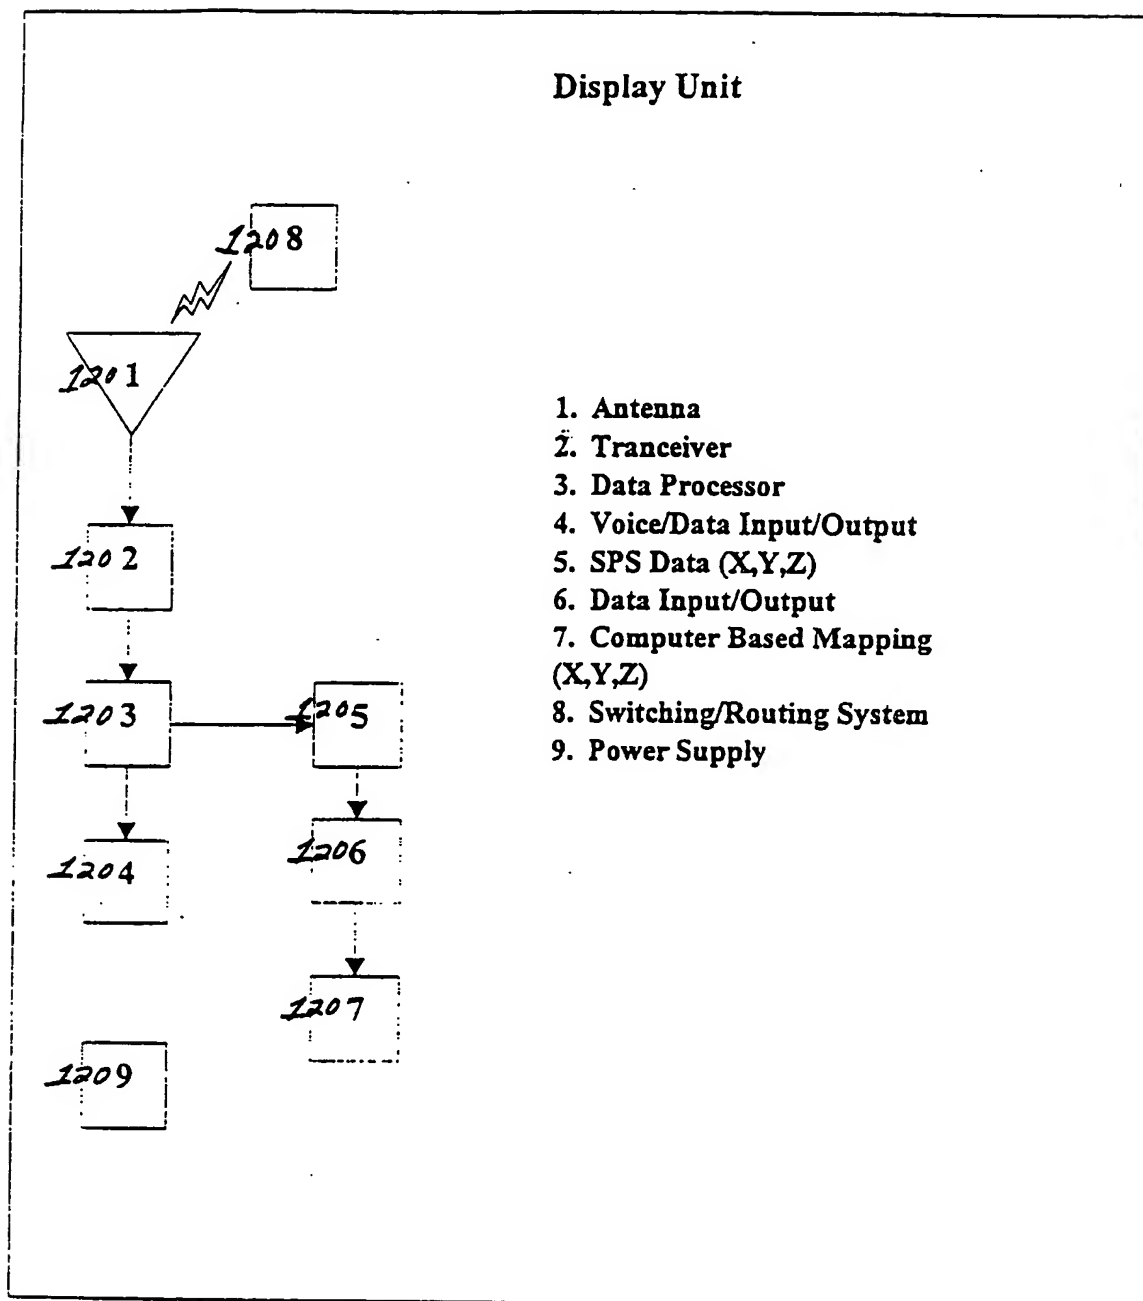 Display Unit
1208
1201
1202
1203
1205
1204
1206
1207
1209
1. Antenna
2. Tranceiver
3. Data Processor
4. Voice/Data Input/Output
5. SPS Data (X,Y,Z)
6. Data Input/Output
7. Computer Based Mapping
(X,Y,Z)
8. Switching/Routing System
9. Power Supply